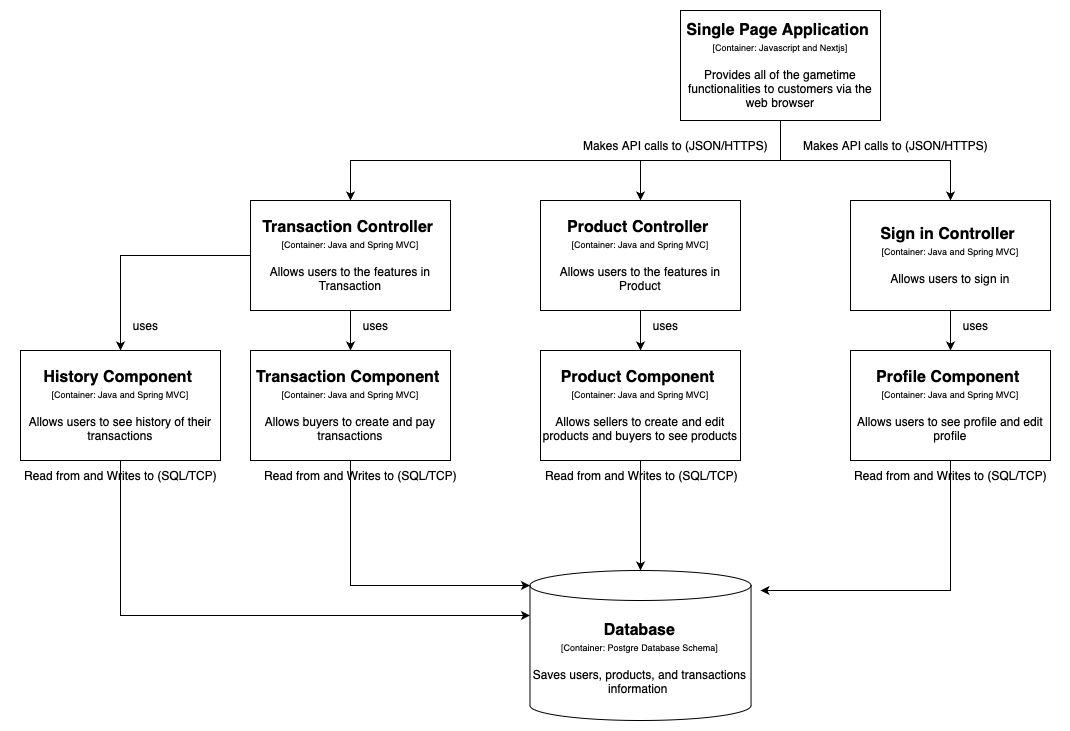 Single Page Application
[Container: Javascript and Nextjs]
Provides all of the gametime
functionalities to customers via the
web browser
Makes API calls to (JSON/HTTPS)
Makes API calls to (JSON/HTTPS)
Transaction Controller
[Container: Java and Spring MVC]
Allows users to the features in
Transaction
Product Controller
[Container: Java and Spring MVC]
Allows users to the features in
Product
Sign in Controller
[Container: Java and Spring MVC]
Allows users to sign in
uses
uses
uses
uses
History Component
[Container: Java and Spring MVC]
Allows users to see history of their
transactions
Transaction Component
[Container: Java and Spring MVC]
Allows buyers to create and pay
transactions
Product Component
[Container: Java and Spring MVC]
Allows sellers to create and edit
products and buyers to see products
Profile Component
[Container: Java and Spring MVC]
Allows users to see profile and edit
profile
Read from and Writes to (SQL/TCP)
Read from and Writes to (SQL/TCP)
Read from and Writes to (SQL/TCP)
Read from and Writes to (SQL/TCP)
Database
[Container: Postgre Database Schema]
Saves users, products, and transactions
information